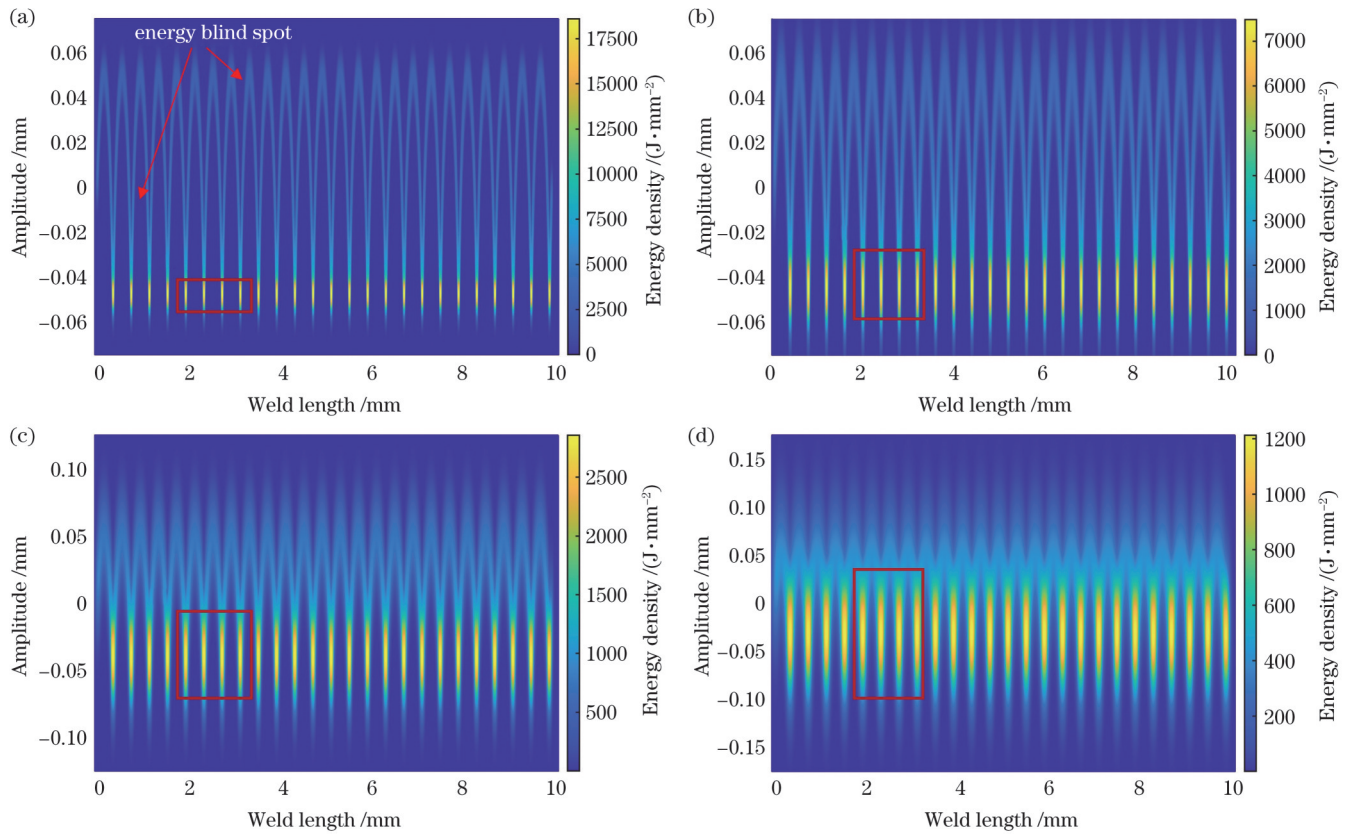 (a)
energy blind spot
0.06
0.04
0.02
0
−0.02
−0.04
−0.06
Amplitude /mm
0 2 4 6 8 10
Weld length /mm
17500
15000
12500
10000
7500
5000
2500
0
Energy density /(J·mm⁻²)
(b)
0.06
0.04
0.02
0
−0.02
−0.04
−0.06
Amplitude /mm
0 2 4 6 8 10
Weld length /mm
7000
6000
5000
4000
3000
2000
1000
0
Energy density /(J·mm⁻²)
(c)
0.10
0.05
0
−0.05
−0.10
Amplitude /mm
0 2 4 6 8 10
Weld length /mm
2500
2000
1500
1000
500
Energy density /(J·mm⁻²)
(d)
0.15
0.10
0.05
0
−0.05
−0.10
−0.15
Amplitude /mm
0 2 4 6 8 10
Weld length /mm
1200
1000
800
600
400
200
Energy density /(J·mm⁻²)